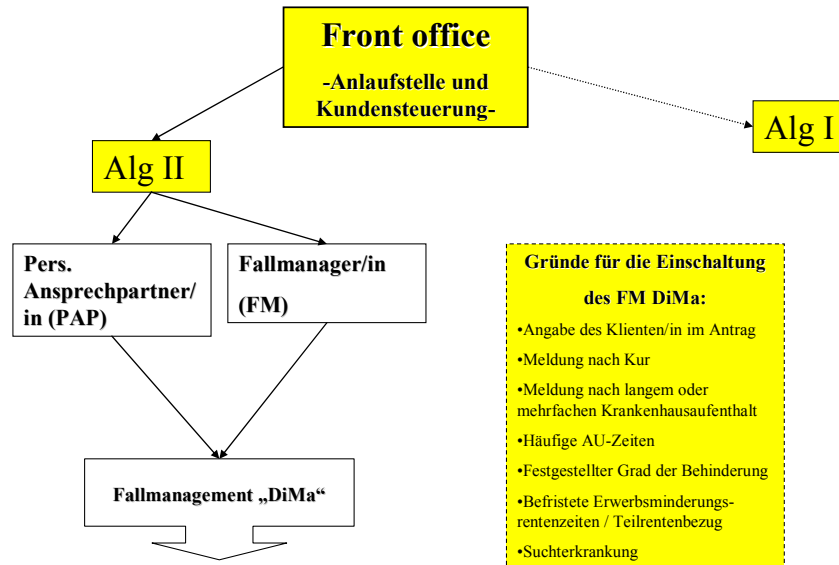 Front office
-Anlaufstelle und
Kundensteuerung-
Alg I
Alg II
Pers.
Ansprechpartner/
in (PAP)
Fallmanager/in
(FM)
Fallmanagement „DiMa“
Gründe für die Einschaltung
des FM DiMa:
•Angabe des Klienten/in im Antrag
•Meldung nach Kur
•Meldung nach langem oder
mehrfachen Krankenhausaufenthalt
•Häufige AU-Zeiten
•Festgestellter Grad der Behinderung
•Befristete Erwerbsminderungs-
rentenzeiten / Teilrentenbezug
•Suchterkrankung